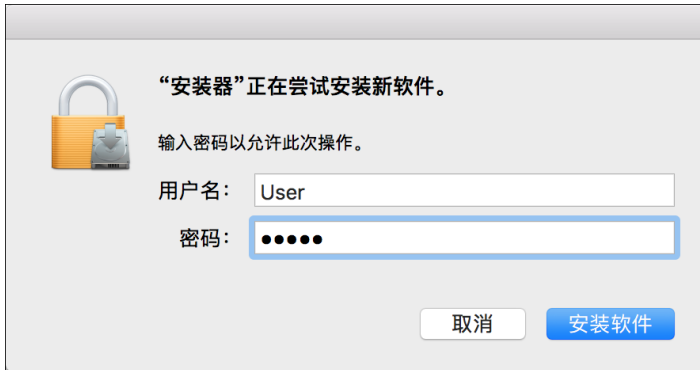 “安装器”正在尝试安装新软件。
输入密码以允许此次操作。
用户名： User
密码： •••••
取消 安装软件